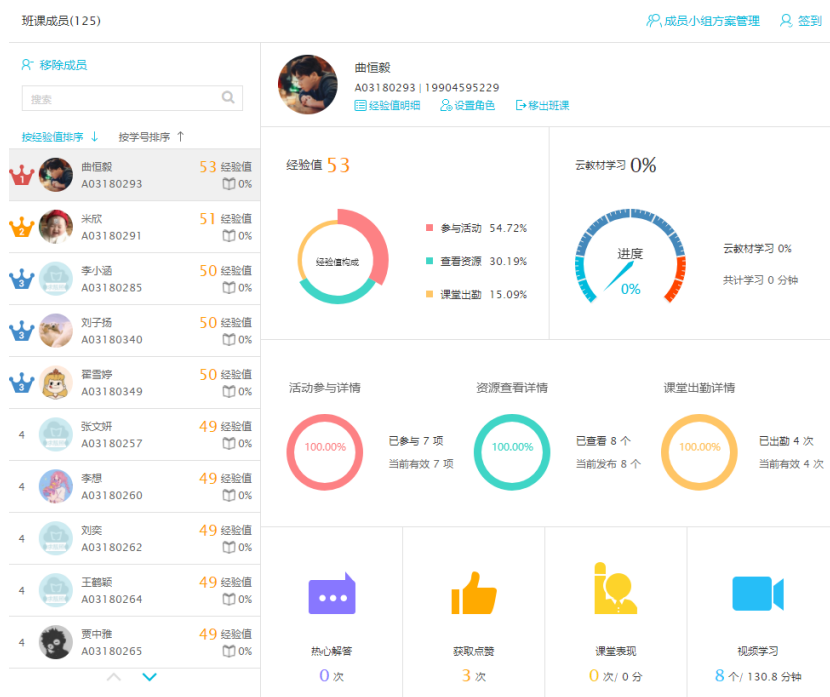 班课成员(125)
成员小组方案管理
签到
移除成员
搜索
按经验值排序 ↓
按学号排序 ↑
1
曲恒毅
A03180293
53 经验值
0%
2
米欣
A03180291
51 经验值
0%
3
李小涵
A03180285
50 经验值
0%
3
刘子扬
A03180340
50 经验值
0%
3
翟雪婷
A03180349
50 经验值
0%
4
张文妍
A03180257
49 经验值
0%
4
李想
A03180260
49 经验值
0%
4
刘奕
A03180262
49 经验值
0%
4
王鹤颖
A03180264
49 经验值
0%
4
贾中雅
A03180265
49 经验值
0%
曲恒毅
A03180293 | 19904595229
经验值明细
设置角色
移出班课
经验值 53
经验值构成
参与活动 54.72%
查看资源 30.19%
课堂出勤 15.09%
云教材学习 0%
进度
0%
云教材学习 0%
共计学习 0 分钟
活动参与详情
100.00%
已参与 7 项
当前有效 7 项
资源查看详情
100.00%
已查看 8 个
当前发布 8 个
课堂出勤详情
100.00%
已出勤 4 次
当前有效 4 次
热心解答
0 次
获取点赞
3 次
课堂表现
0 次/ 0 分
视频学习
8 个/ 130.8 分钟